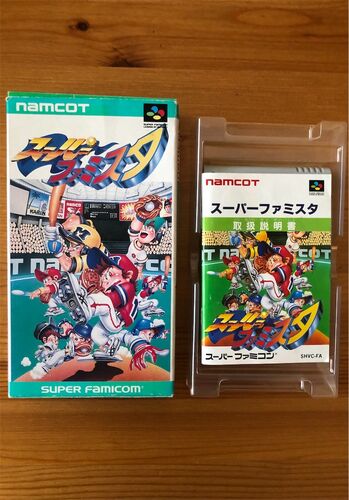 namcot
スーパー
ファミスタ
NAMCOT
SUPER FAMICOM
namcot
スーパーファミスタ
取扱説明書
スーパー
ファミスタ
スーパーファミコン
SHVC-FA